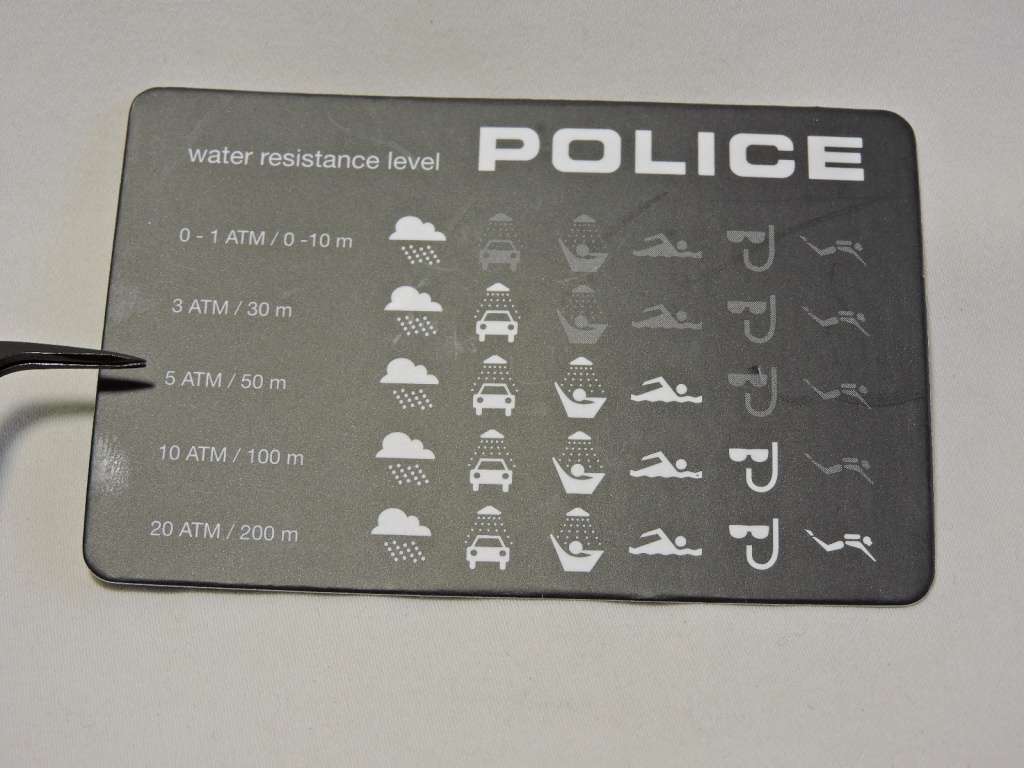 water resistance level POLICE
0 - 1 ATM / 0 -10 m
3 ATM / 30 m
5 ATM / 50 m
10 ATM / 100 m
20 ATM / 200 m